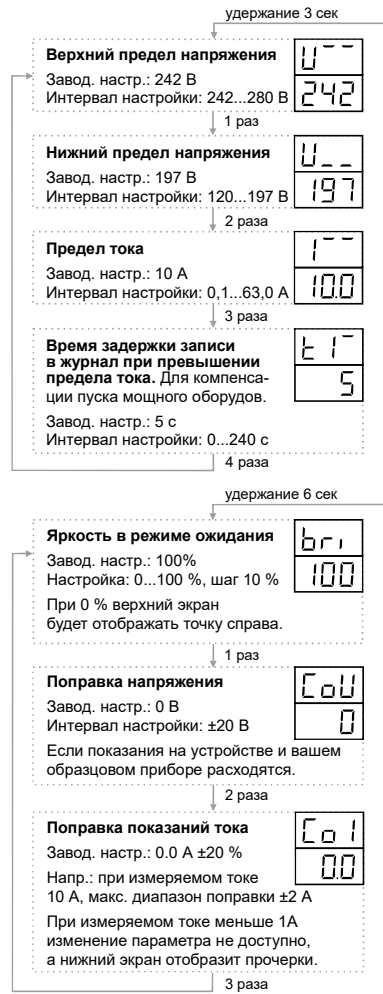 удержание 3 сек
Верхний предел напряжения
Завод. настр.: 242 В
Интервал настройки: 242...280 В
U¯¯
242
1 раз
Нижний предел напряжения
Завод. настр.: 197 В
Интервал настройки: 120...197 В
U__
197
2 раза
Предел тока
Завод. настр.: 10 А
Интервал настройки: 0,1...63,0 А
I¯¯
10.0
3 раза
Время задержки записи
в журнал при превышении
предела тока. Для компенса-
ции пуска мощного оборудов.
Завод. настр.: 5 с
Интервал настройки: 0...240 с
t I¯
5
4 раза
удержание 6 сек
Яркость в режиме ожидания
Завод. настр.: 100%
Настройка: 0...100 %, шаг 10 %
При 0 % верхний экран
будет отображать точку справа.
bri
100
1 раз
Поправка напряжения
Завод. настр.: 0 В
Интервал настройки: ±20 В
Если показания на устройстве и вашем
образцовом приборе расходятся.
CoU
0
2 раза
Поправка показаний тока
Завод. настр.: 0.0 А ±20 %
Напр.: при измеряемом токе
10 А, макс. диапазон поправки ±2 А
При измеряемом токе меньше 1А
изменение параметра не доступно,
а нижний экран отобразит прочерки.
CoI
0.0
3 раза